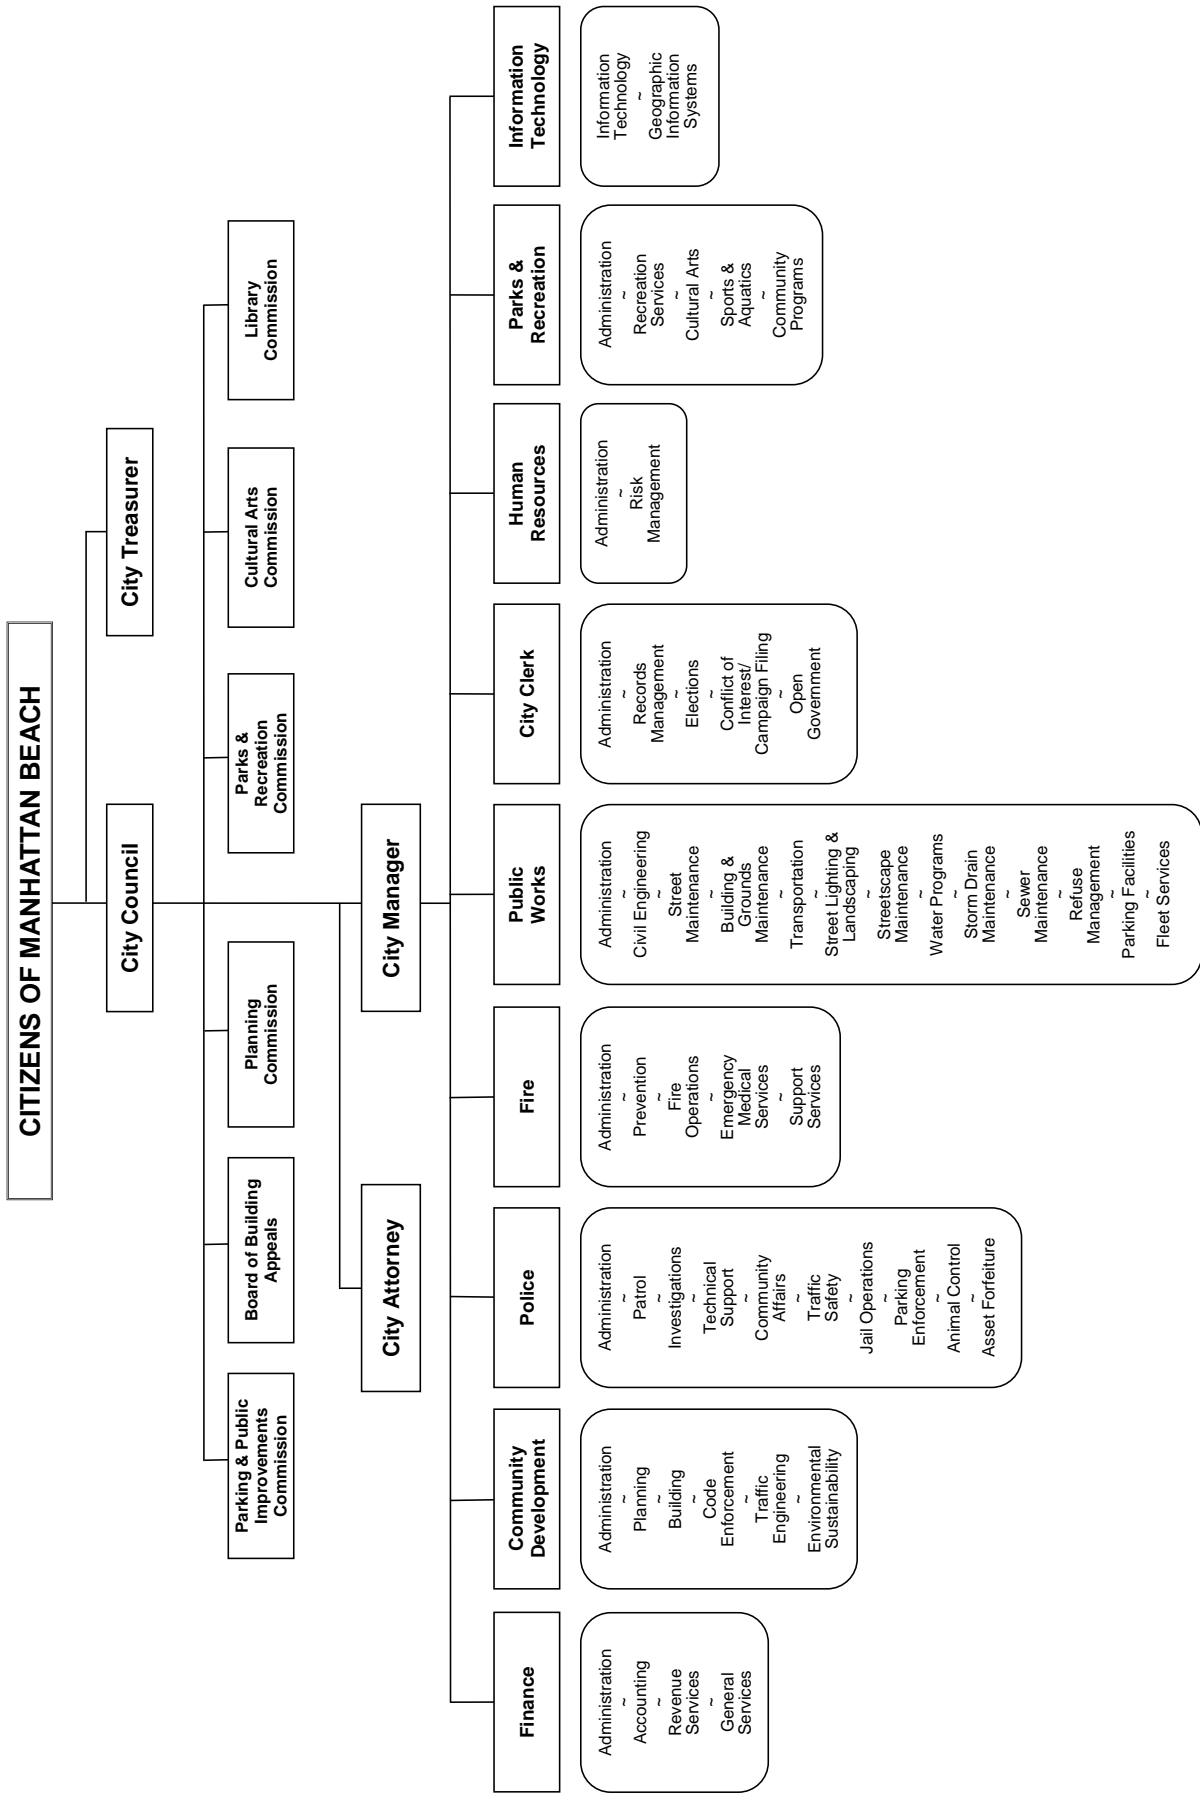 CITIZENS OF MANHATTAN BEACH
City Council
City Treasurer
Parking & Public
Improvements
Commission
Board of Building
Appeals
Planning
Commission
Parks &
Recreation
Commission
Cultural Arts
Commission
Library
Commission
City Attorney
City Manager
Finance
Administration
~
Accounting
~
Revenue
Services
~
General
Services
Community
Development
Administration
~
Planning
~
Building
~
Code
Enforcement
~
Traffic
Engineering
~
Environmental
Sustainability
Police
Administration
~
Patrol
~
Investigations
~
Technical
Support
~
Community
Affairs
~
Traffic
Safety
~
Jail Operations
~
Parking
Enforcement
~
Animal Control
~
Asset Forfeiture
Fire
Administration
~
Prevention
~
Fire
Operations
~
Emergency
Medical
Services
~
Support
Services
Public
Works
Administration
~
Civil Engineering
~
Street
Maintenance
~
Building &
Grounds
Maintenance
~
Transportation
~
Street Lighting &
Landscaping
~
Streetscape
Maintenance
~
Water Programs
~
Storm Drain
Maintenance
~
Sewer
Maintenance
~
Refuse
Management
~
Parking Facilities
~
Fleet Services
City Clerk
Administration
~
Records
Management
~
Elections
~
Conflict of
Interest/
Campaign Filing
~
Open
Government
Human
Resources
Administration
~
Risk
Management
Parks &
Recreation
Administration
~
Recreation
Services
~
Cultural Arts
~
Sports &
Aquatics
~
Community
Programs
Information
Technology
Information
Technology
~
Geographic
Information
Systems